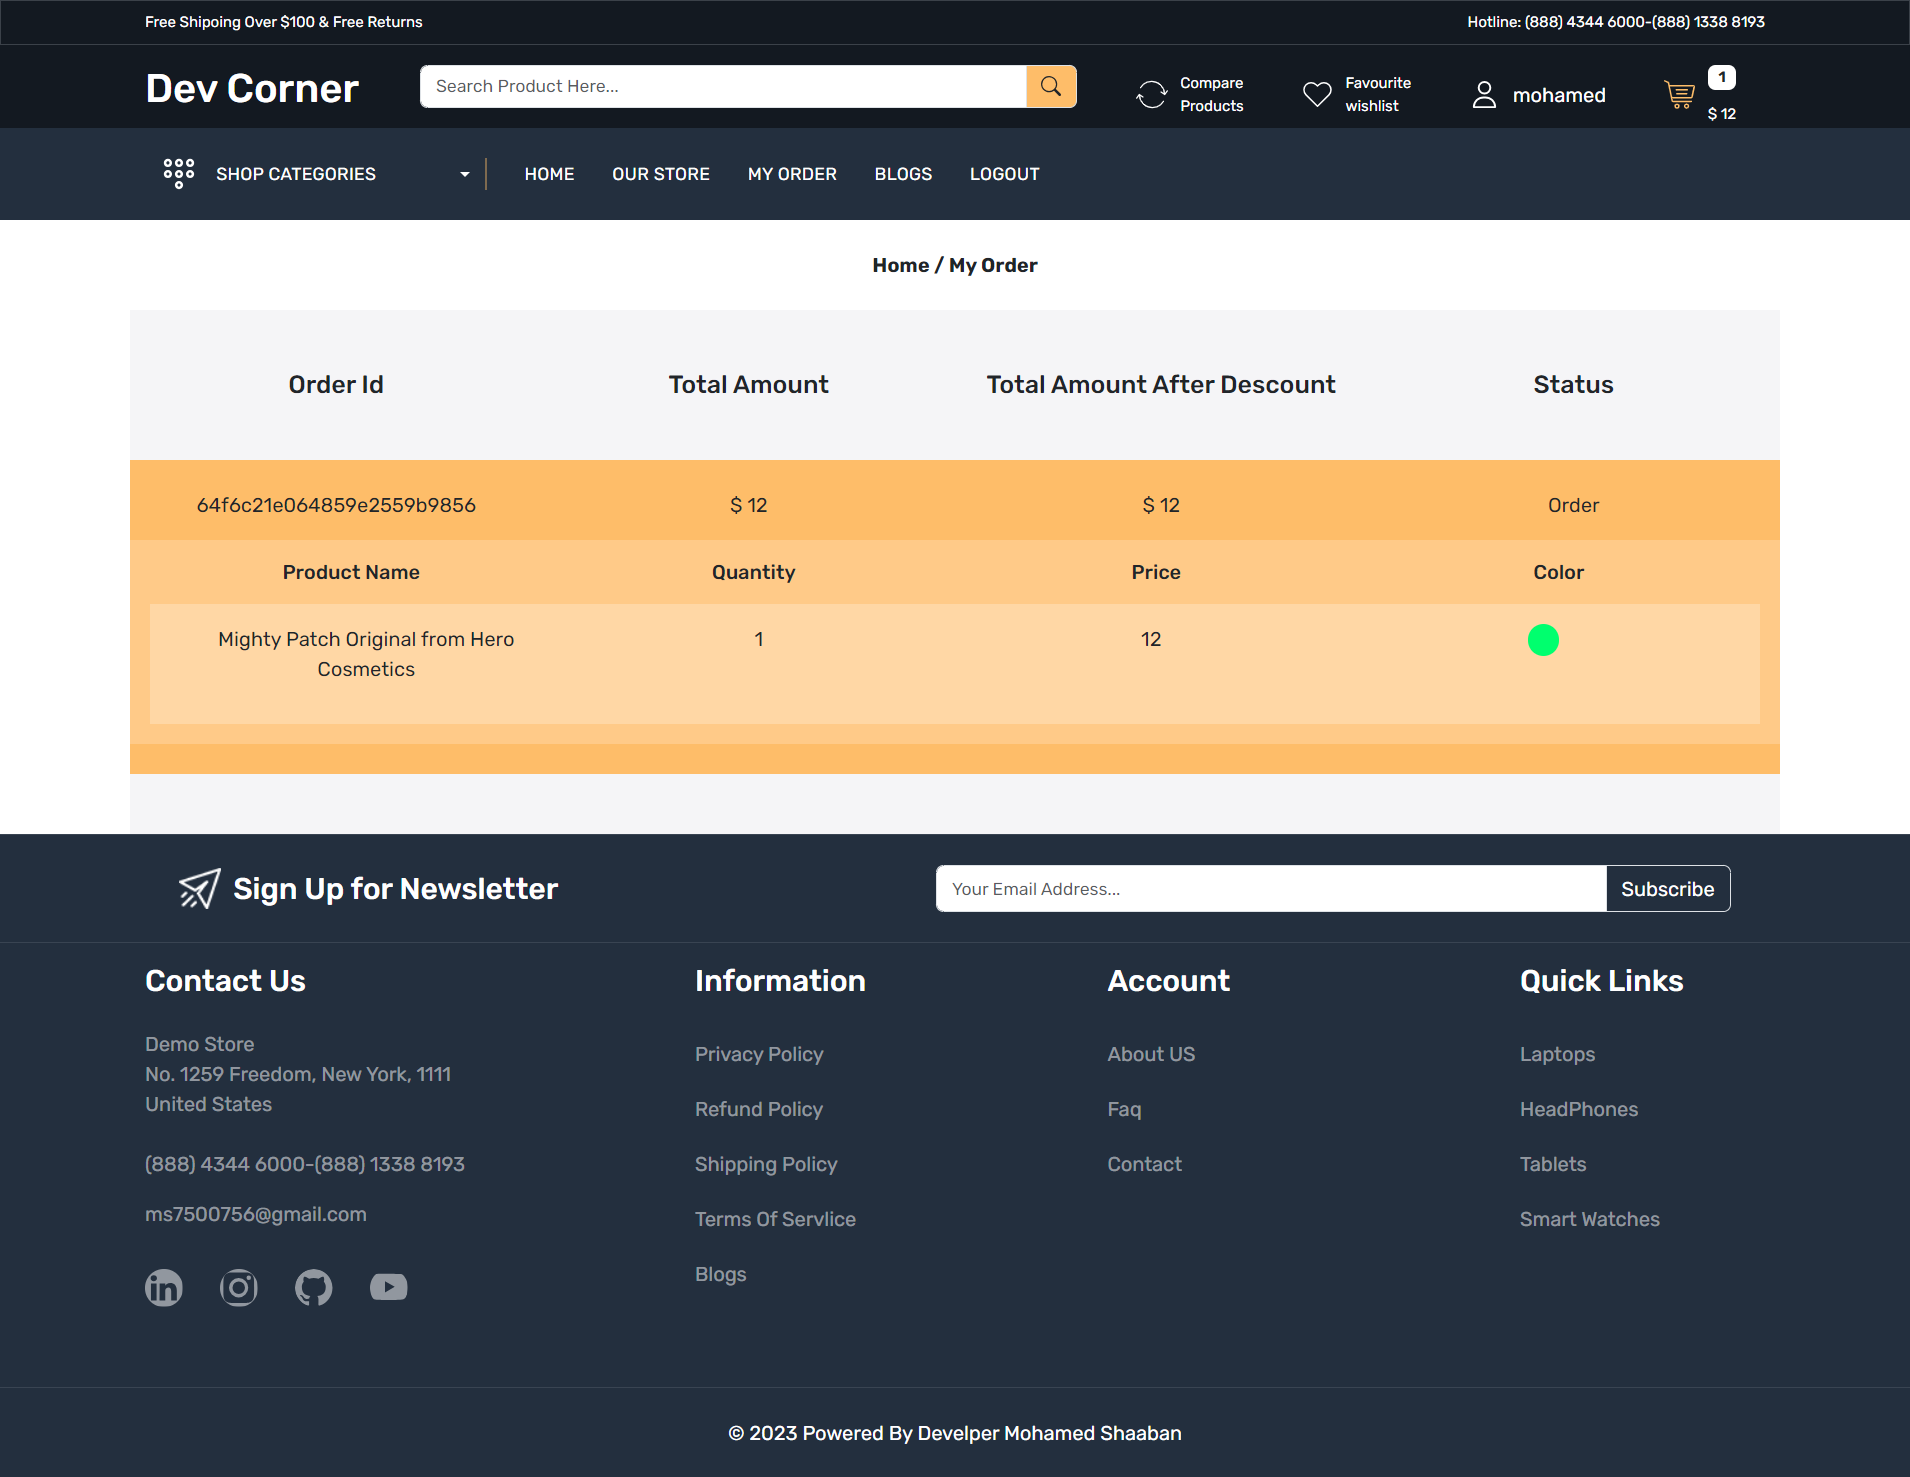 Free Shipoing Over $100 & Free Returns
Hotline: (888) 4344 6000-(888) 1338 8193
Dev Corner
Search Product Here...
Compare
Products
Favourite
wishlist
mohamed
1
$ 12
SHOP CATEGORIES
HOME
OUR STORE
MY ORDER
BLOGS
LOGOUT
Home / My Order
Order Id
Total Amount
Total Amount After Descount
Status
64f6c21e064859e2559b9856
$ 12
$ 12
Order
Product Name
Quantity
Price
Color
Mighty Patch Original from Hero
Cosmetics
1
12
Sign Up for Newsletter
Your Email Address...
Subscribe
Contact Us
Demo Store
No. 1259 Freedom, New York, 1111
United States
(888) 4344 6000-(888) 1338 8193
ms7500756@gmail.com
Information
Privacy Policy
Refund Policy
Shipping Policy
Terms Of Servlice
Blogs
Account
About US
Faq
Contact
Quick Links
Laptops
HeadPhones
Tablets
Smart Watches
© 2023 Powered By Develper Mohamed Shaaban